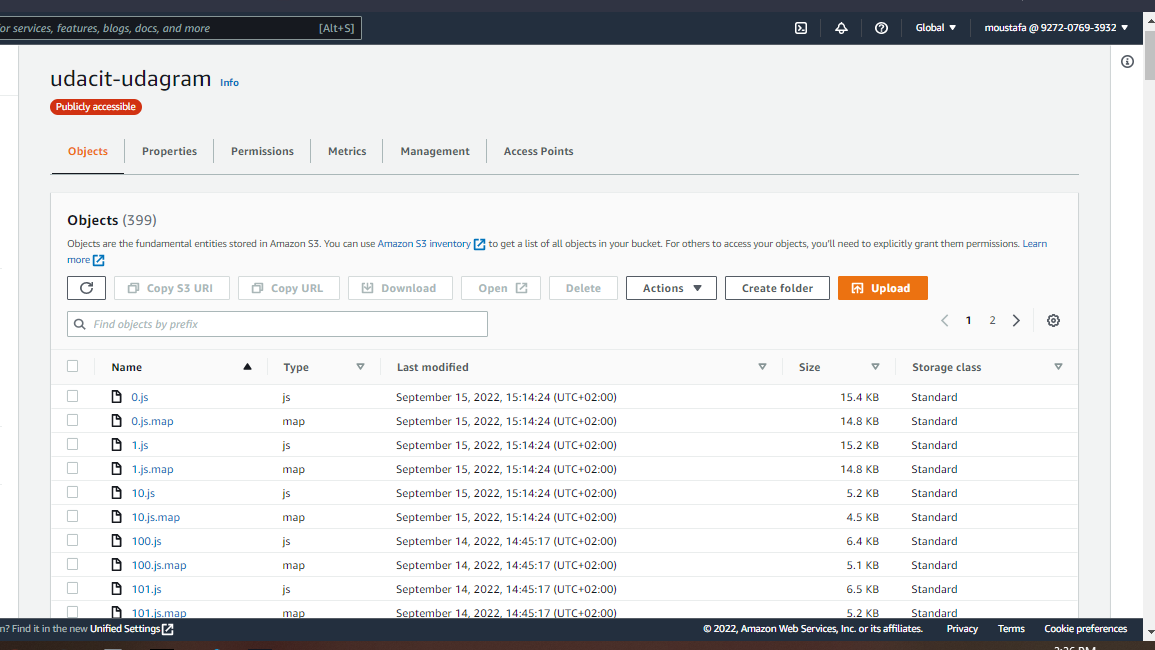 or services, features, blogs, docs, and more [Alt+S] Global ▼ moustafa @ 9272-0769-3932 ▼
udacit-udagram Info
Publicly accessible
Objects Properties Permissions Metrics Management Access Points
Objects (399)
Objects are the fundamental entities stored in Amazon S3. You can use Amazon S3 inventory to get a list of all objects in your bucket. For others to access your objects, you'll need to explicitly grant them permissions. Learn
more
Copy S3 URI Copy URL Download Open Delete Actions ▼ Create folder Upload
Find objects by prefix 1 2
Name Type Last modified Size Storage class
0.js js September 15, 2022, 15:14:24 (UTC+02:00) 15.4 KB Standard
0.js.map map September 15, 2022, 15:14:24 (UTC+02:00) 14.8 KB Standard
1.js js September 15, 2022, 15:14:24 (UTC+02:00) 15.2 KB Standard
1.js.map map September 15, 2022, 15:14:24 (UTC+02:00) 14.8 KB Standard
10.js js September 15, 2022, 15:14:24 (UTC+02:00) 5.2 KB Standard
10.js.map map September 15, 2022, 15:14:24 (UTC+02:00) 4.5 KB Standard
100.js js September 14, 2022, 14:45:17 (UTC+02:00) 6.4 KB Standard
100.js.map map September 14, 2022, 14:45:17 (UTC+02:00) 5.1 KB Standard
101.js js September 14, 2022, 14:45:17 (UTC+02:00) 6.5 KB Standard
101.js.map map September 14, 2022, 14:45:17 (UTC+02:00) 5.2 KB Standard
n? Find it in the new Unified Settings © 2022, Amazon Web Services, Inc. or its affiliates. Privacy Terms Cookie preferences